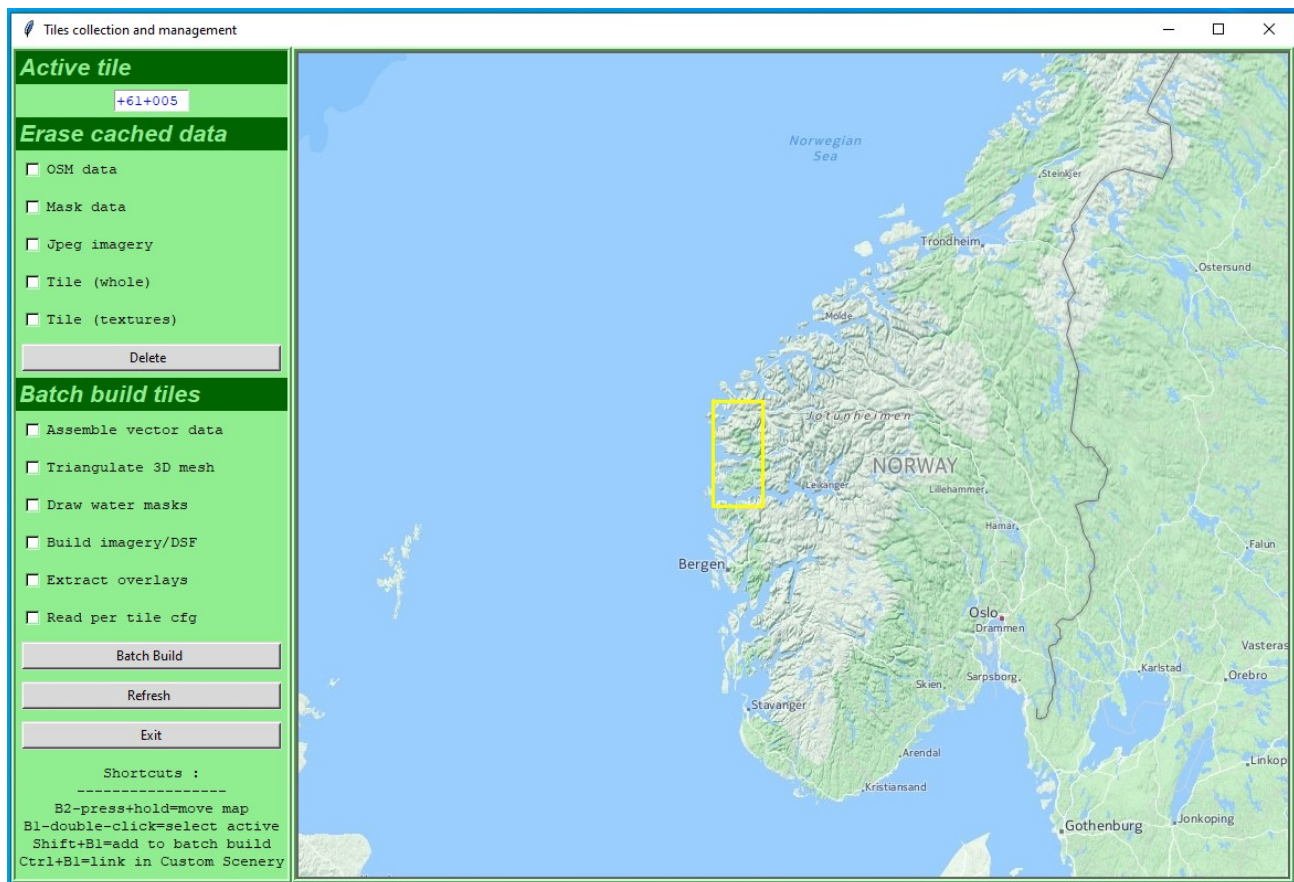 Tiles collection and management
Active tile
+61+005
Erase cached data
OSM data
Mask data
Jpeg imagery
Tile (whole)
Tile (textures)
Delete
Batch build tiles
Assemble vector data
Triangulate 3D mesh
Draw water masks
Build imagery/DSF
Extract overlays
Read per tile cfg
Batch Build
Refresh
Exit
Shortcuts :
-----------------
B2-press+hold=move map
B1-double-click=select active
Shift+B1=add to batch build
Ctrl+B1=link in Custom Scenery
Norwegian
Sea
Steinkjer
Trondheim
Ostersund
Molde
Jotunheimen
NORWAY
Leikanger
Lillehammer
Hamar
Falun
Bergen
Oslo
Drammen
Vasteras
Karlstad
Orebro
Skien
Sarpsborg
Stavanger
Arendal
Linkop
Kristiansand
Gothenburg
Jonkoping